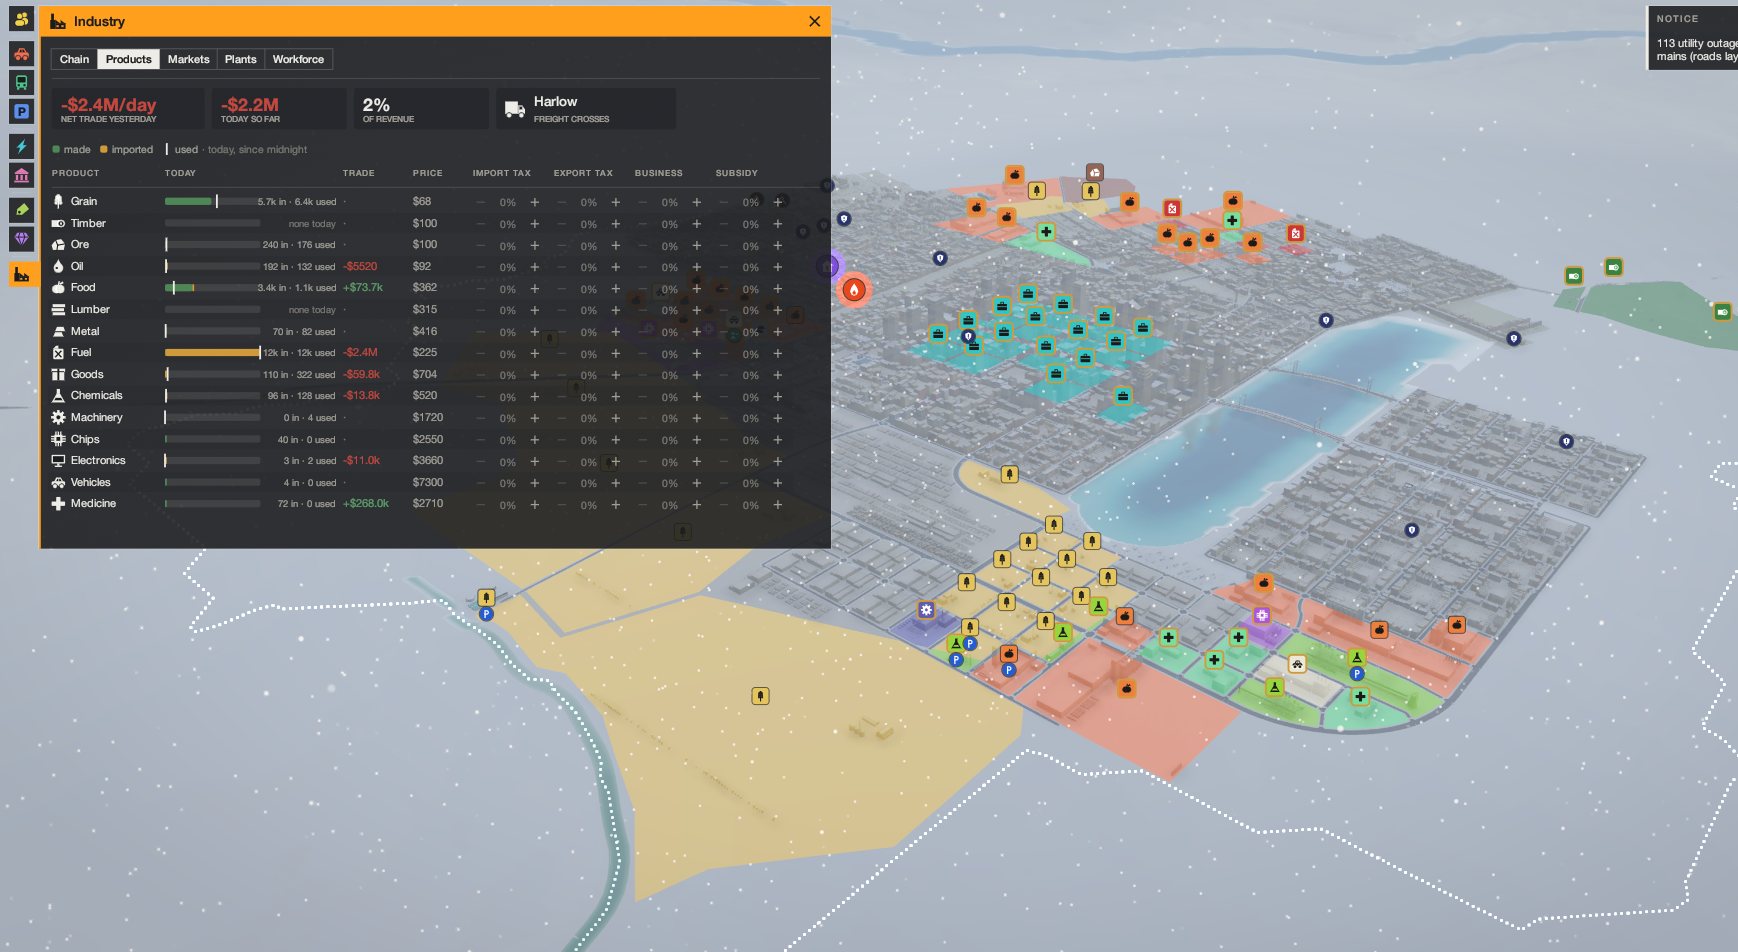 Industry
Chain Products Markets Plants Workforce
-$2.4M/day
NET TRADE YESTERDAY
-$2.2M
TODAY SO FAR
2%
OF REVENUE
Harlow
FREIGHT CROSSES
made imported used · today, since midnight
PRODUCT TODAY TRADE PRICE IMPORT TAX EXPORT TAX BUSINESS SUBSIDY
Grain 5.7k in · 6.4k used · $68 — 0% + — 0% + — 0% + — 0% +
Timber none today · $100 — 0% + — 0% + — 0% + — 0% +
Ore 240 in · 176 used · $100 — 0% + — 0% + — 0% + — 0% +
Oil 192 in · 132 used -$5520 $92 — 0% + — 0% + — 0% + — 0% +
Food 3.4k in · 1.1k used +$73.7k $362 — 0% + — 0% + — 0% + — 0% +
Lumber none today · $315 — 0% + — 0% + — 0% + — 0% +
Metal 70 in · 82 used · $416 — 0% + — 0% + — 0% + — 0% +
Fuel 12k in · 12k used -$2.4M $225 — 0% + — 0% + — 0% + — 0% +
Goods 110 in · 322 used -$59.8k $704 — 0% + — 0% + — 0% + — 0% +
Chemicals 96 in · 128 used -$13.8k $520 — 0% + — 0% + — 0% + — 0% +
Machinery 0 in · 4 used · $1720 — 0% + — 0% + — 0% + — 0% +
Chips 40 in · 0 used · $2550 — 0% + — 0% + — 0% + — 0% +
Electronics 3 in · 2 used -$11.0k $3660 — 0% + — 0% + — 0% + — 0% +
Vehicles 4 in · 0 used · $7300 — 0% + — 0% + — 0% + — 0% +
Medicine 72 in · 0 used +$268.0k $2710 — 0% + — 0% + — 0% + — 0% +
NOTICE
113 utility
mains (roads
P
P
P
P
P
P